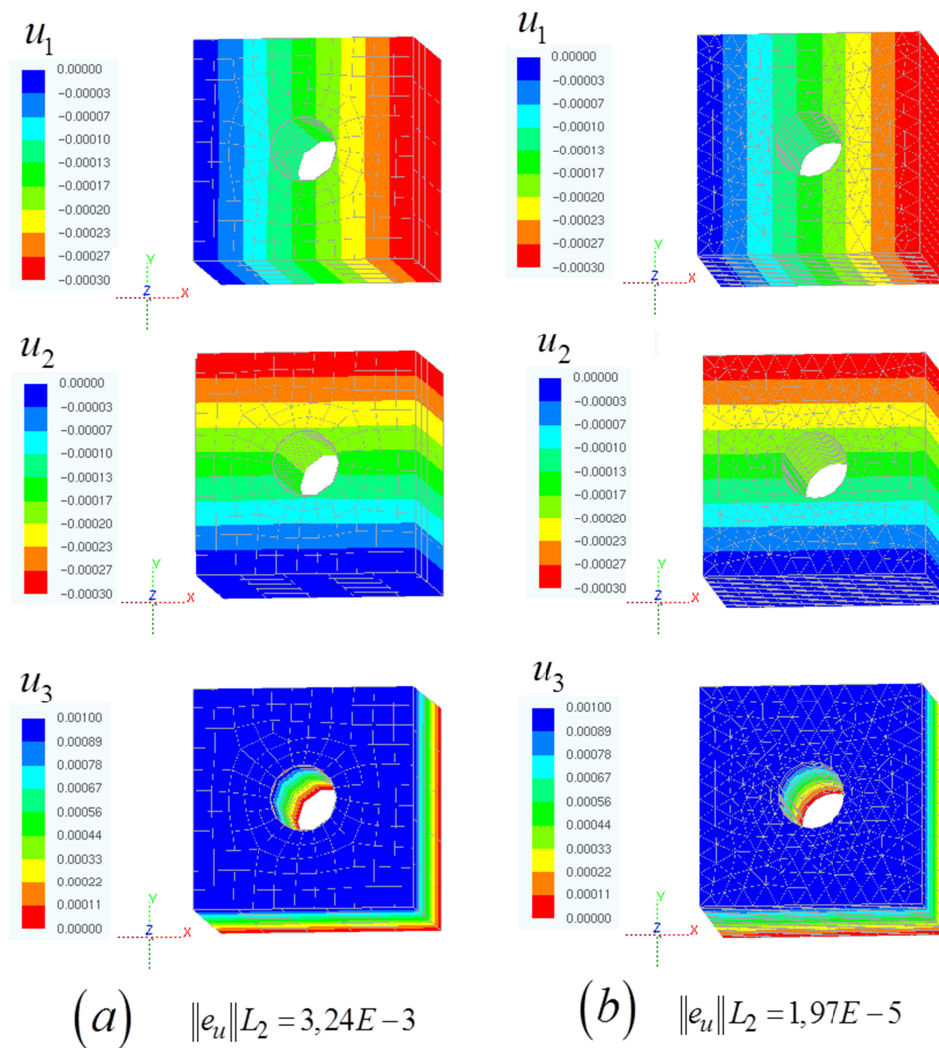 u1
0.00000
−0.00003
−0.00007
−0.00010
−0.00013
−0.00017
−0.00020
−0.00023
−0.00027
−0.00030
Y
Z
X
u1
0.00000
−0.00003
−0.00007
−0.00010
−0.00013
−0.00017
−0.00020
−0.00023
−0.00027
−0.00030
Y
Z
X
u2
0.00000
−0.00003
−0.00007
−0.00010
−0.00013
−0.00017
−0.00020
−0.00023
−0.00027
−0.00030
Y
Z
X
u2
0.00000
−0.00003
−0.00007
−0.00010
−0.00013
−0.00017
−0.00020
−0.00023
−0.00027
−0.00030
Y
Z
X
u3
0.00100
0.00089
0.00078
0.00067
0.00056
0.00044
0.00033
0.00022
0.00011
0.00000
Y
Z
X
u3
0.00100
0.00089
0.00078
0.00067
0.00056
0.00044
0.00033
0.00022
0.00011
0.00000
Y
Z
X
(a) ‖eu‖L2 = 3,24E−3
(b) ‖eu‖L2 = 1,97E−5